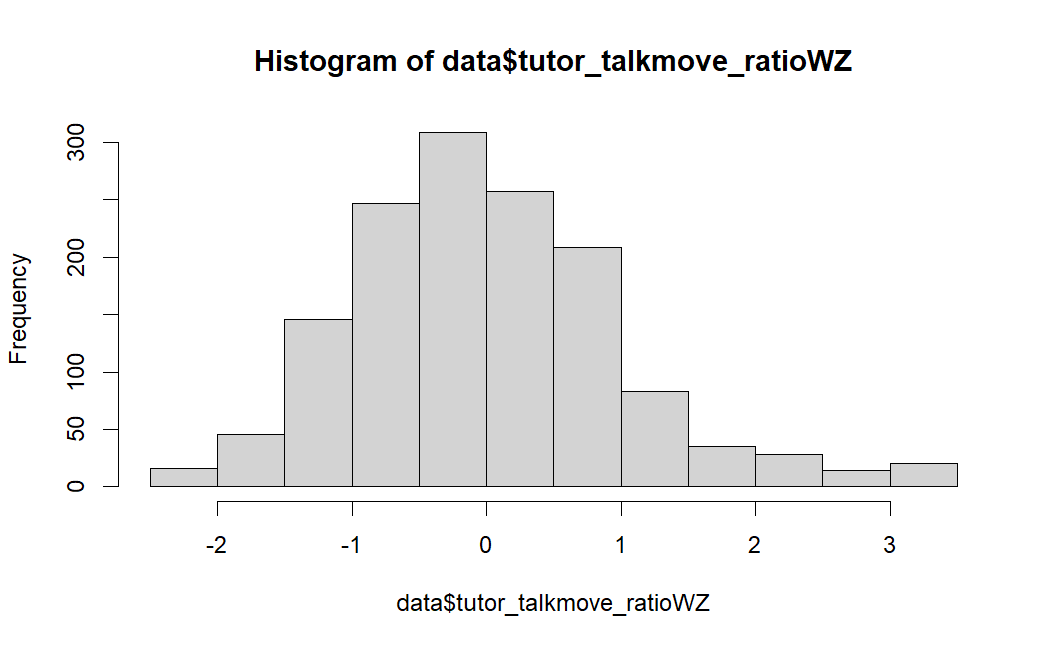 Histogram of data$tutor_talkmove_ratioWZ
Frequency
300
200
100
50
0
-2 -1 0 1 2 3
data$tutor_talkmove_ratioWZ